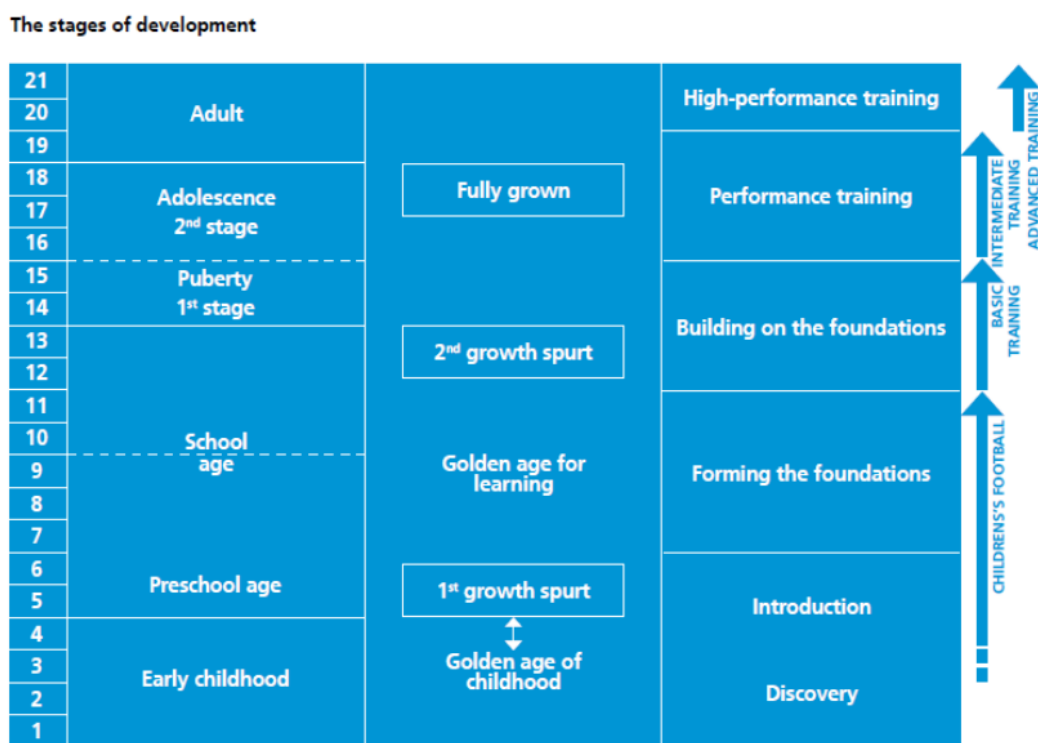 The stages of development
21
20
19
18
17
16
15
14
13
12
11
10
9
8
7
6
5
4
3
2
1
Adult
Adolescence
2nd stage
Puberty
1st stage
School
age
Preschool age
Early childhood
Fully grown
2nd growth spurt
Golden age for
learning
1st growth spurt
Golden age of
childhood
High-performance training
Performance training
Building on the foundations
Forming the foundations
Introduction
Discovery
CHILDRENS'S FOOTBALL
BASIC
TRAINING
INTERMEDIATE
TRAINING
ADVANCED TRAINING